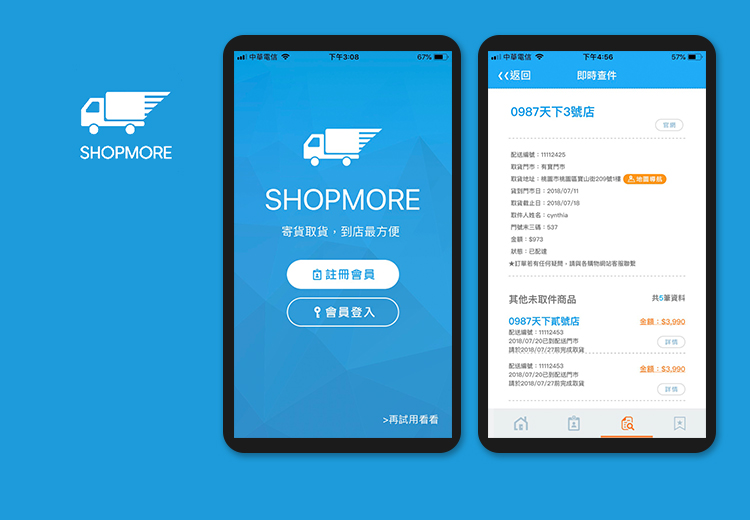 SHOPMORE
中華電信
下午3:08
67%
SHOPMORE
寄貨取貨，到店最方便
註冊會員
會員登入
>再試用看看
中華電信
下午4:56
57%
返回
即時查件
0987天下3號店
官網
配送編號：11112425
取貨門市：有實門市
取貨地址：桃園市桃園區寶山街209號1樓
地圖導航
貨到門市日：2018/07/11
取貨截止日：2018/07/18
取件人姓名：cynthia
門號末三碼：537
金額：$973
狀態：已配達
★訂單若有任何疑問，請與各購物網站客服聯繫
其他未取件商品
共5筆資料
0987天下貳號店
金額：$3,990
配送編號：11112453
2018/07/20已到配送門市
詳情
請於2018/07/27前完成取貨
配送編號：11112453
金額：$3,990
2018/07/20已到配送門市
請於2018/07/27前完成取貨
詳情